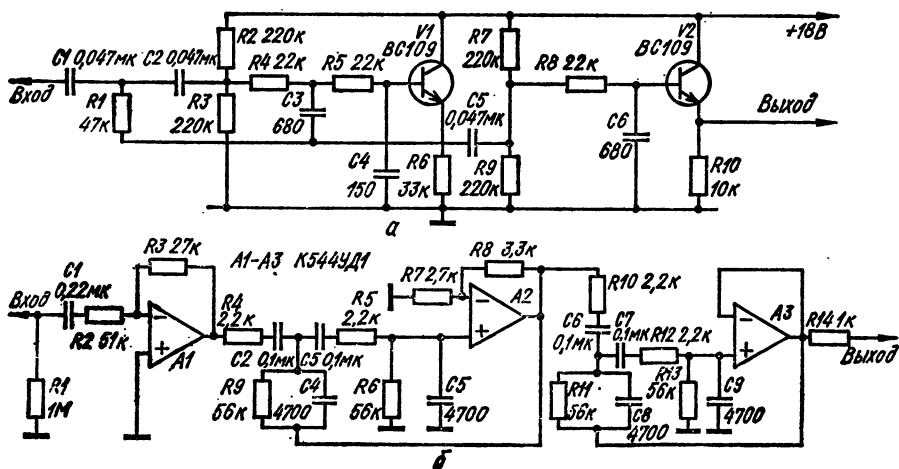 R2 220к
V1
R7
220к
V2
+18В
C1 0,047мк
C2 0,047мк
R4 22к
R5 22к
BC109
R8 22к
BC109
Вход
R1
47к
R3
220к
C3
680
C5
0,047мк
C6
680
Выход
C4
150
R6
33к
R9
220к
R10
10к
а
R3 27к
A1-A3 К544УД1
R8 3,3к
C1
0,22мк
R7 2,7к
A2
R10 2,2к
Вход
R4
2,2к
R5
2,2к
C6
0,1мк
C7
0,1мк
R12 2,2к
A3
R14 1к
R2 51к
A1
C2
0,1мк
C5
0,1мк
Выход
R1
1М
R9
56к
C4
4700
R6
56к
C5
4700
R11
56к
C8
4700
R13
56к
C9
4700
б